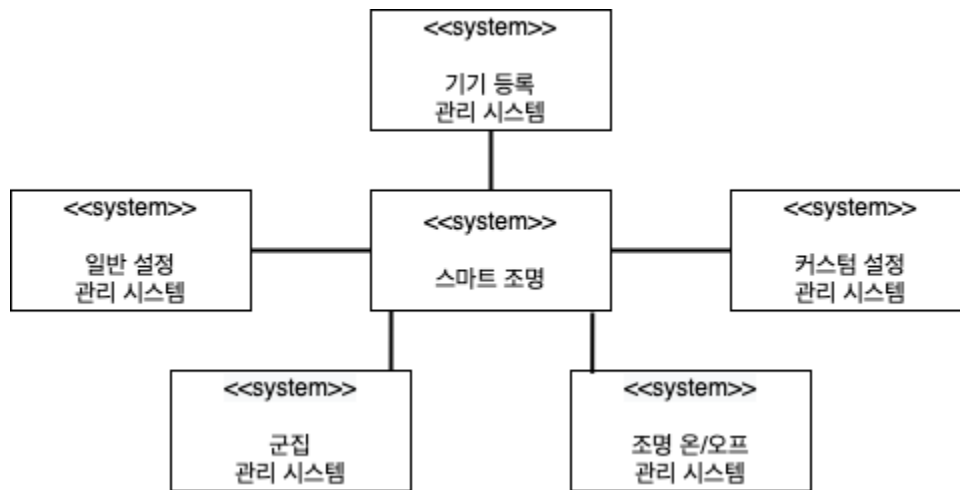 <<system>>
기기 등록
관리 시스템
<<system>>
일반 설정
관리 시스템
<<system>>
스마트 조명
<<system>>
커스텀 설정
관리 시스템
<<system>>
군집
관리 시스템
<<system>>
조명 온/오프
관리 시스템